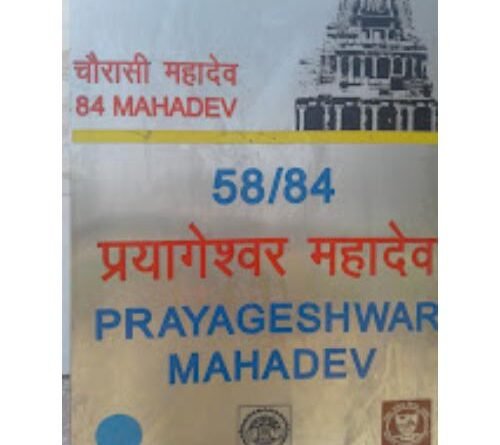 चौरासी महादेव
84 MAHADEV
58/84
प्रयागेश्वर महादेव
PRAYAGESHWAR
MAHADEV